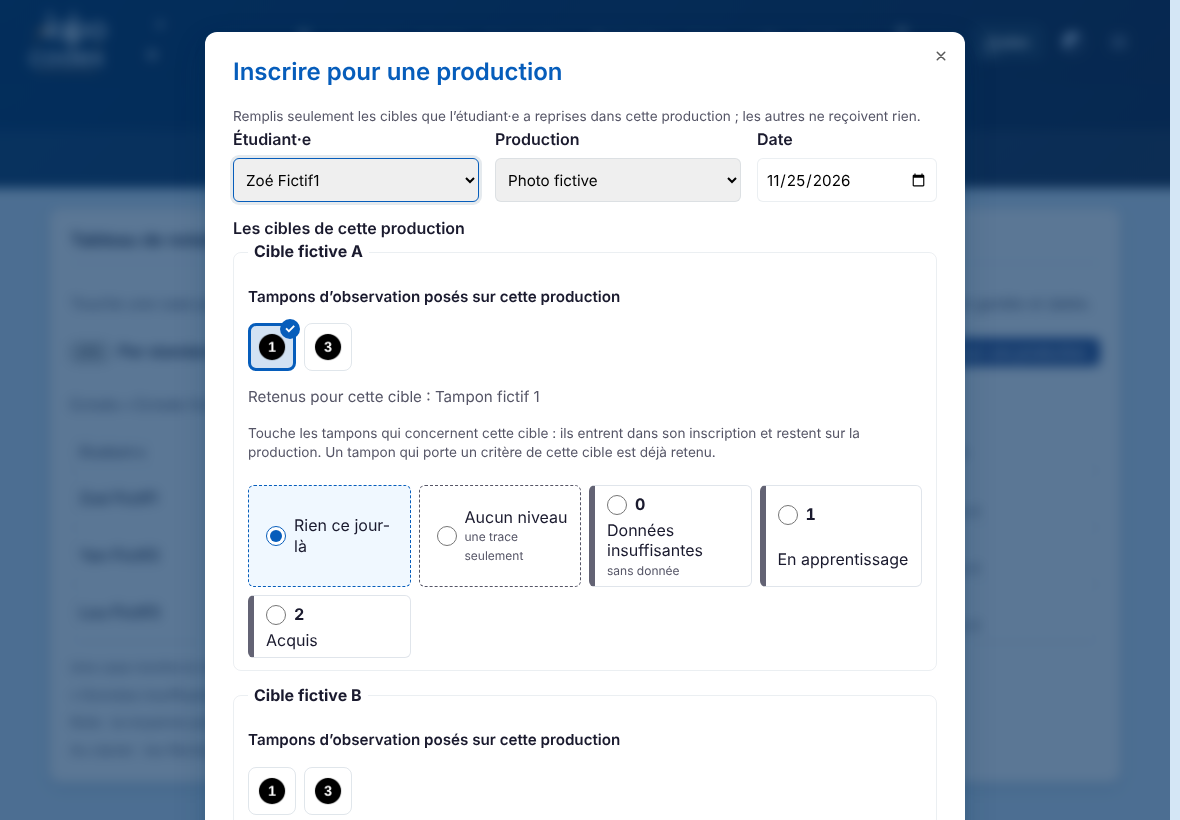 Inscrire pour une production
×
Remplis seulement les cibles que l’étudiant·e a reprises dans cette production ; les autres ne reçoivent rien.
Étudiant·e Production Date
Zoé Fictif1 Photo fictive 11/25/2026
Les cibles de cette production
Cible fictive A
Tampons d’observation posés sur cette production
1 3
Retenus pour cette cible : Tampon fictif 1
Touche les tampons qui concernent cette cible : ils entrent dans son inscription et restent sur la
production. Un tampon qui porte un critère de cette cible est déjà retenu.
Rien ce jour-
là
Aucun niveau
une trace
seulement
0
Données
insuffisantes
sans donnée
1
En apprentissage
2
Acquis
Cible fictive B
Tampons d’observation posés sur cette production
1 3